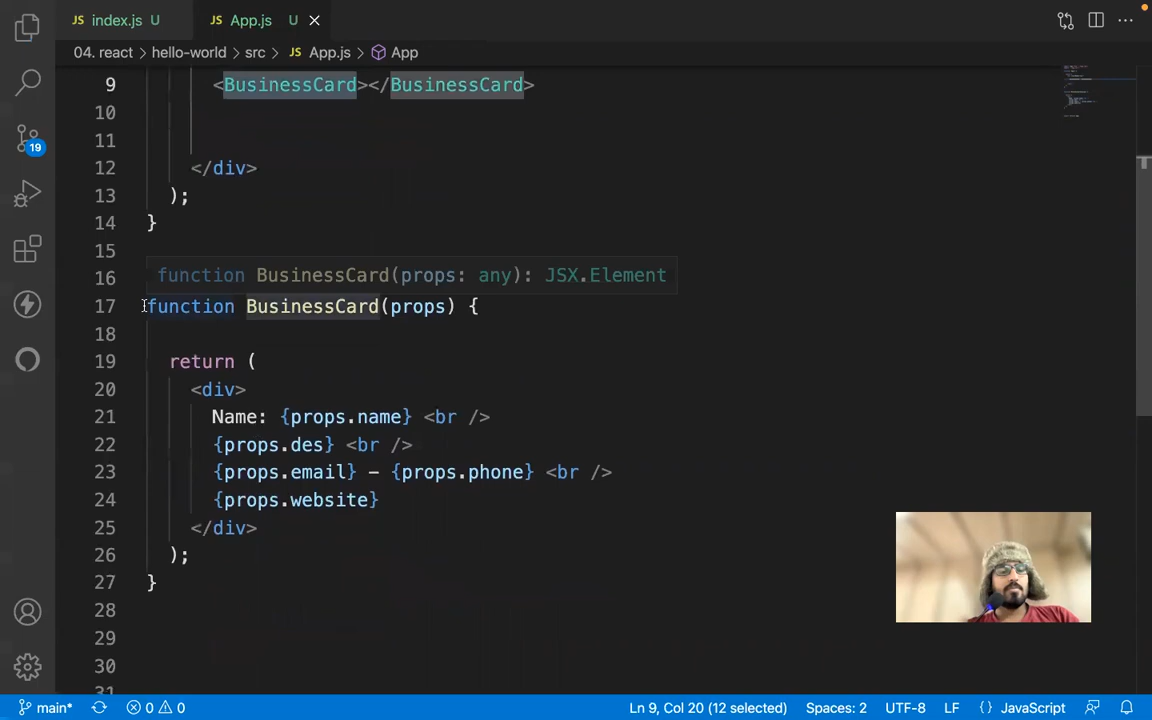 JS index.js U
JS App.js U
04. react > hello-world > src > JS App.js > App
9 <BusinessCard></BusinessCard>
10
11
12 </div>
13 );
14 }
15
16 function BusinessCard(props: any): JSX.Element
17 function BusinessCard(props) {
18
19 return (
20 <div>
21 Name: {props.name} <br />
22 {props.des} <br />
23 {props.email} - {props.phone} <br />
24 {props.website}
25 </div>
26 );
27 }
28
29
30
31
19
main* 0 0 Ln 9, Col 20 (12 selected) Spaces: 2 UTF-8 LF {} JavaScript